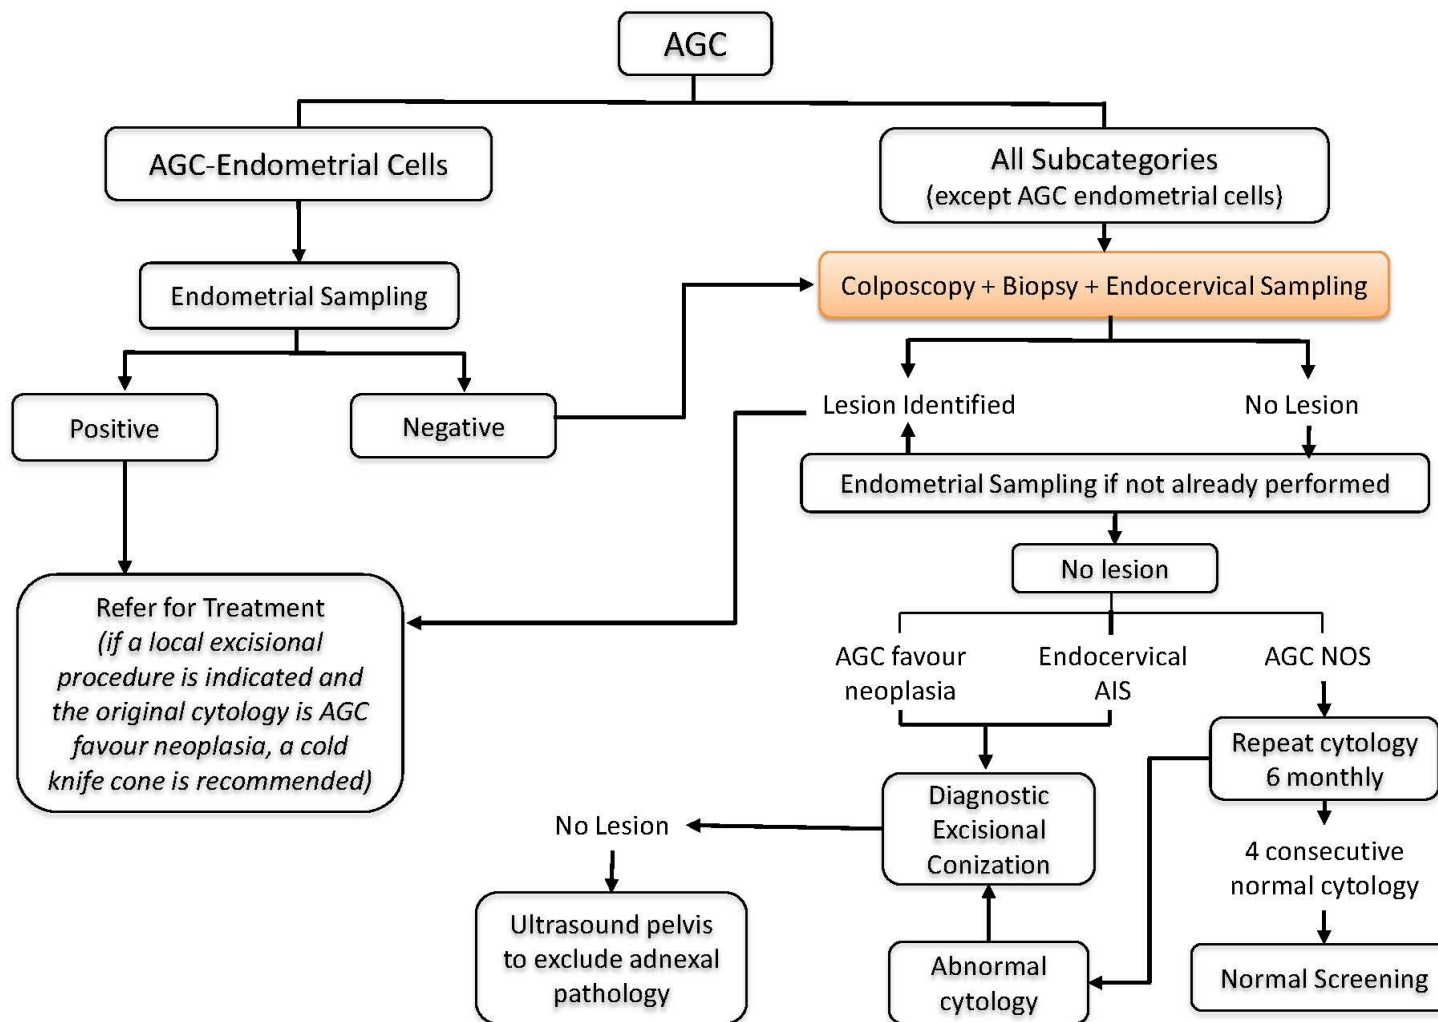 AGC
AGC-Endometrial Cells
All Subcategories
(except AGC endometrial cells)
Endometrial Sampling
Colposcopy + Biopsy + Endocervical Sampling
Positive
Negative
Lesion Identified
No Lesion
Endometrial Sampling if not already performed
No lesion
Refer for Treatment
(if a local excisional
procedure is indicated and
the original cytology is AGC
favour neoplasia, a cold
knife cone is recommended)
AGC favour
neoplasia
Endocervical
AIS
AGC NOS
Repeat cytology
6 monthly
Diagnostic
Excisional
Conization
No Lesion
4 consecutive
normal cytology
Ultrasound pelvis
to exclude adnexal
pathology
Abnormal
cytology
Normal Screening